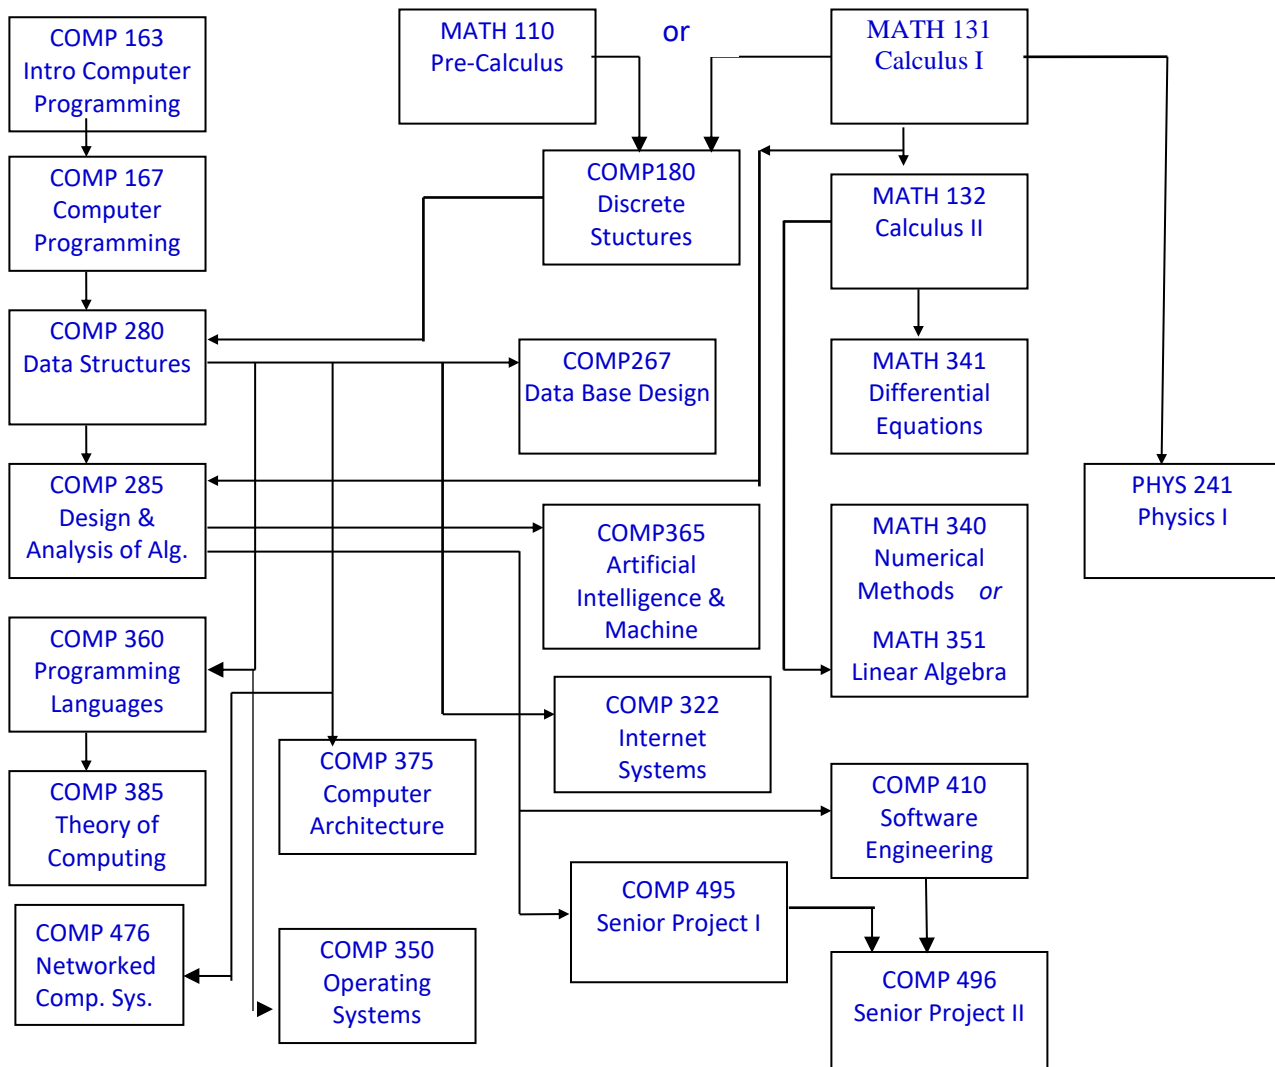 COMP 163
Intro Computer
Programming
MATH 110
Pre-Calculus
or
MATH 131
Calculus I
COMP 167
Computer
Programming
COMP180
Discrete
Stuctures
MATH 132
Calculus II
COMP 280
Data Structures
COMP267
Data Base Design
MATH 341
Differential
Equations
COMP 285
Design &
Analysis of Alg.
COMP365
Artificial
Intelligence &
Machine
MATH 340
Numerical
Methods or
MATH 351
Linear Algebra
PHYS 241
Physics I
COMP 360
Programming
Languages
COMP 322
Internet
Systems
COMP 375
Computer
Architecture
COMP 385
Theory of
Computing
COMP 410
Software
Engineering
COMP 495
Senior Project I
COMP 476
Networked
Comp. Sys.
COMP 350
Operating
Systems
COMP 496
Senior Project II